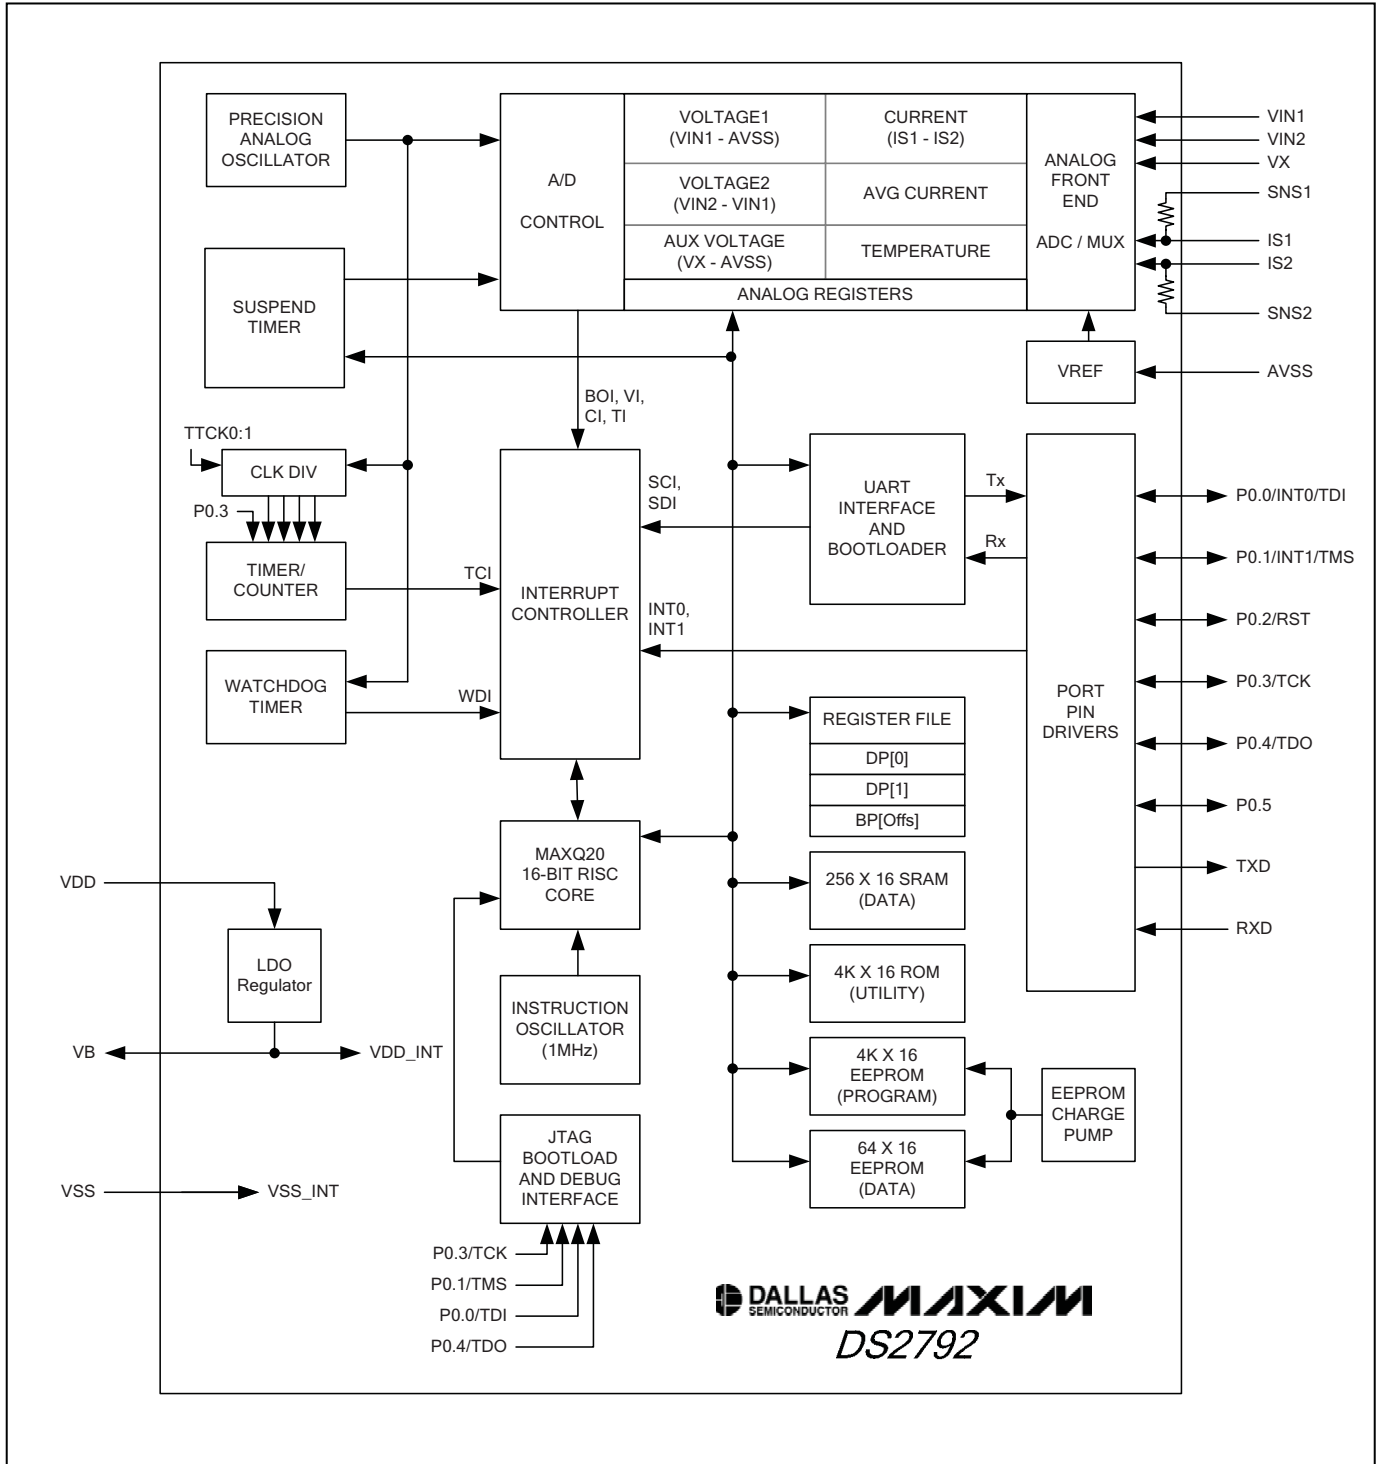 PRECISION
ANALOG
OSCILLATOR
A/D
CONTROL
VOLTAGE1
(VIN1 - AVSS)
CURRENT
(IS1 - IS2)
VOLTAGE2
(VIN2 - VIN1)
AVG CURRENT
AUX VOLTAGE
(VX - AVSS)
TEMPERATURE
ANALOG REGISTERS
ANALOG
FRONT
END
ADC / MUX
VIN1
VIN2
VX
SNS1
IS1
IS2
SNS2
SUSPEND
TIMER
VREF
AVSS
BOI, VI,
CI, TI
TTCK0:1
CLK DIV
P0.3
TIMER/
COUNTER
TCI
WATCHDOG
TIMER
WDI
INTERRUPT
CONTROLLER
SCI,
SDI
INT0,
INT1
UART
INTERFACE
AND
BOOTLOADER
Tx
Rx
PORT
PIN
DRIVERS
P0.0/INT0/TDI
P0.1/INT1/TMS
P0.2/RST
P0.3/TCK
P0.4/TDO
P0.5
TXD
RXD
REGISTER FILE
DP[0]
DP[1]
BP[Offs]
MAXQ20
16-BIT RISC
CORE
256 X 16 SRAM
(DATA)
VDD
LDO
Regulator
VB
VDD_INT
INSTRUCTION
OSCILLATOR
(1MHz)
4K X 16 ROM
(UTILITY)
4K X 16
EEPROM
(PROGRAM)
EEPROM
CHARGE
PUMP
64 X 16
EEPROM
(DATA)
JTAG
BOOTLOAD
AND DEBUG
INTERFACE
VSS
VSS_INT
P0.3/TCK
P0.1/TMS
P0.0/TDI
P0.4/TDO
DALLAS
SEMICONDUCTOR
MAXIM
DS2792